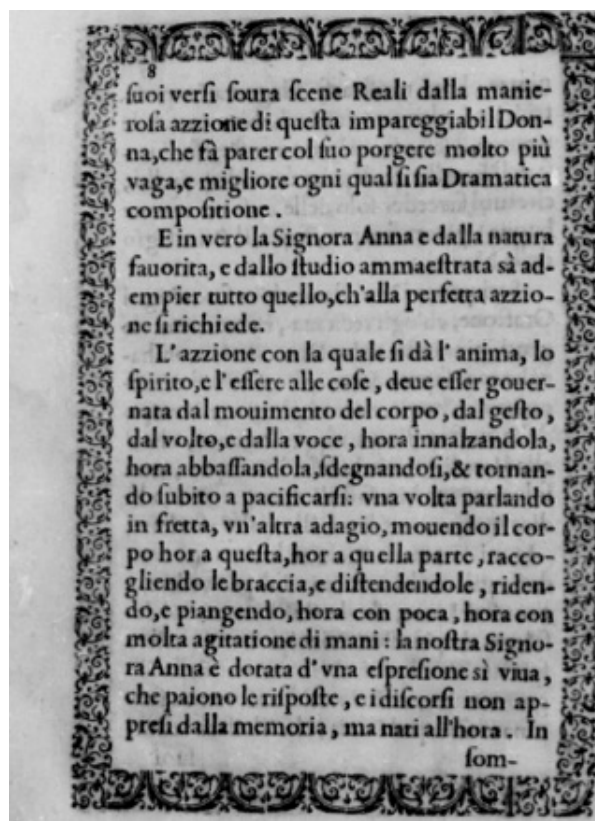 8
ſuoi verſi ſoura ſcene Reali dalla manie-
roſa azzione di queſta impareggiabil Don-
na,che fà parer col ſuo porgere molto più
vaga,e migliore ogni qual ſi ſia Dramatica
compoſitione .
E in vero la Signora Anna e dalla natura
fauorita, e dallo ſtudio ammaeſtrata sà ad-
empier tutto quello,ch'alla perfetta azzio-
ne ſi richiede.
L'azzione con la quale ſi dà l' anima, lo
ſpirito,e l' eſſere alle coſe , deue eſſer gouer-
nata dal mouimento del corpo , dal geſto ,
dal volto,e dalla voce , hora innalzandola,
hora abbaſſandola,ſdegnandoſi,& tornan-
do ſubito a pacificarſi: vna volta parlando
in fretta, vn'altra adagio, mouendo il cor-
po hor a queſta,hor a quella parte , racco-
gliendo le braccia,e diſtendendole , riden-
do,e piangendo, hora con poca , hora con
molta agitatione di mani : la noſtra Signo-
ra Anna è dotata d' vna eſpreſione sì viua ,
che paiono le riſpoſte , e i diſcorſi non ap-
preſi dalla memoria , ma nati all'hora . In
ſom-